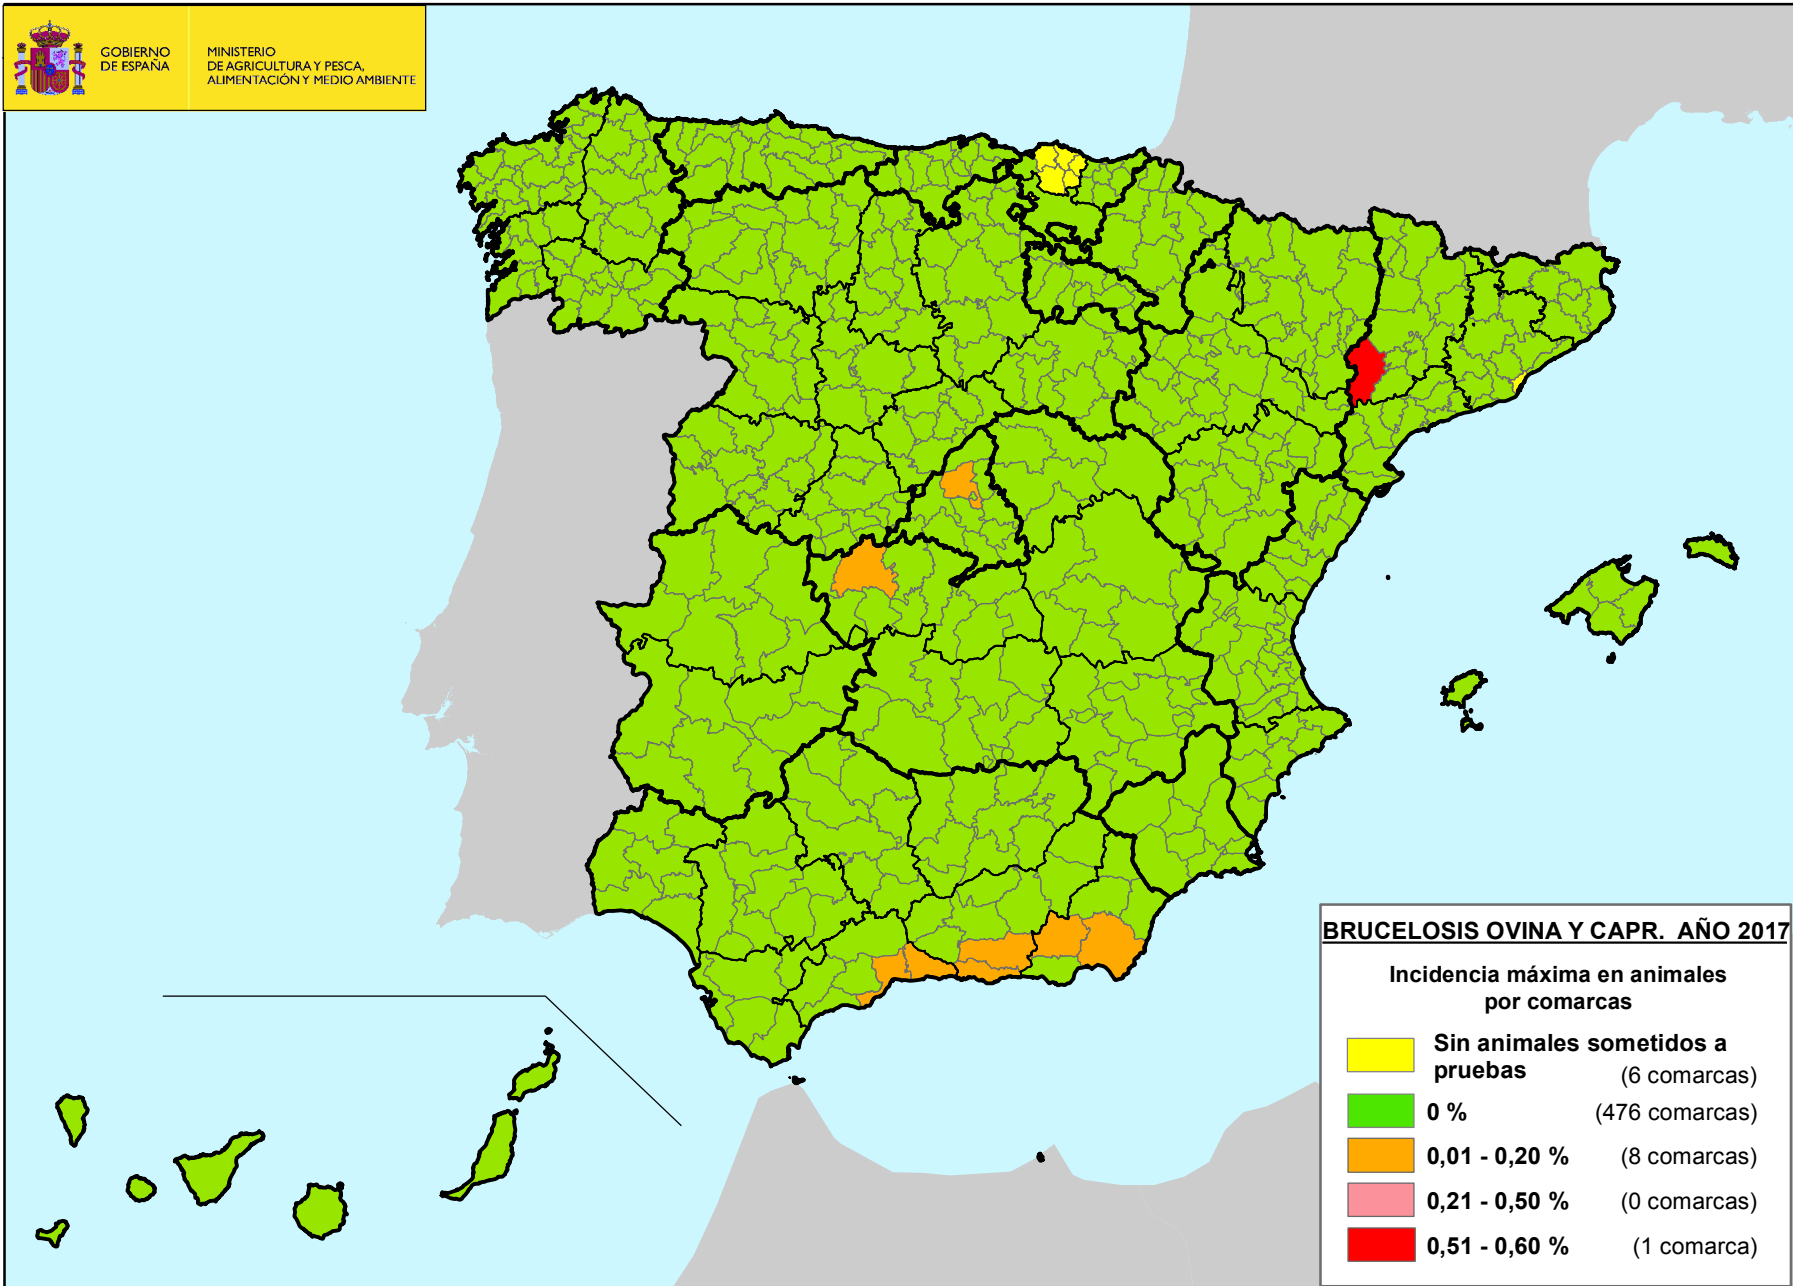 GOBIERNO
DE ESPAÑA
MINISTERIO
DE AGRICULTURA Y PESCA,
ALIMENTACIÓN Y MEDIO AMBIENTE
BRUCELOSIS OVINA Y CAPR. AÑO 2017
Incidencia máxima en animales
por comarcas
Sin animales sometidos a
pruebas (6 comarcas)
0 % (476 comarcas)
0,01 - 0,20 % (8 comarcas)
0,21 - 0,50 % (0 comarcas)
0,51 - 0,60 % (1 comarca)